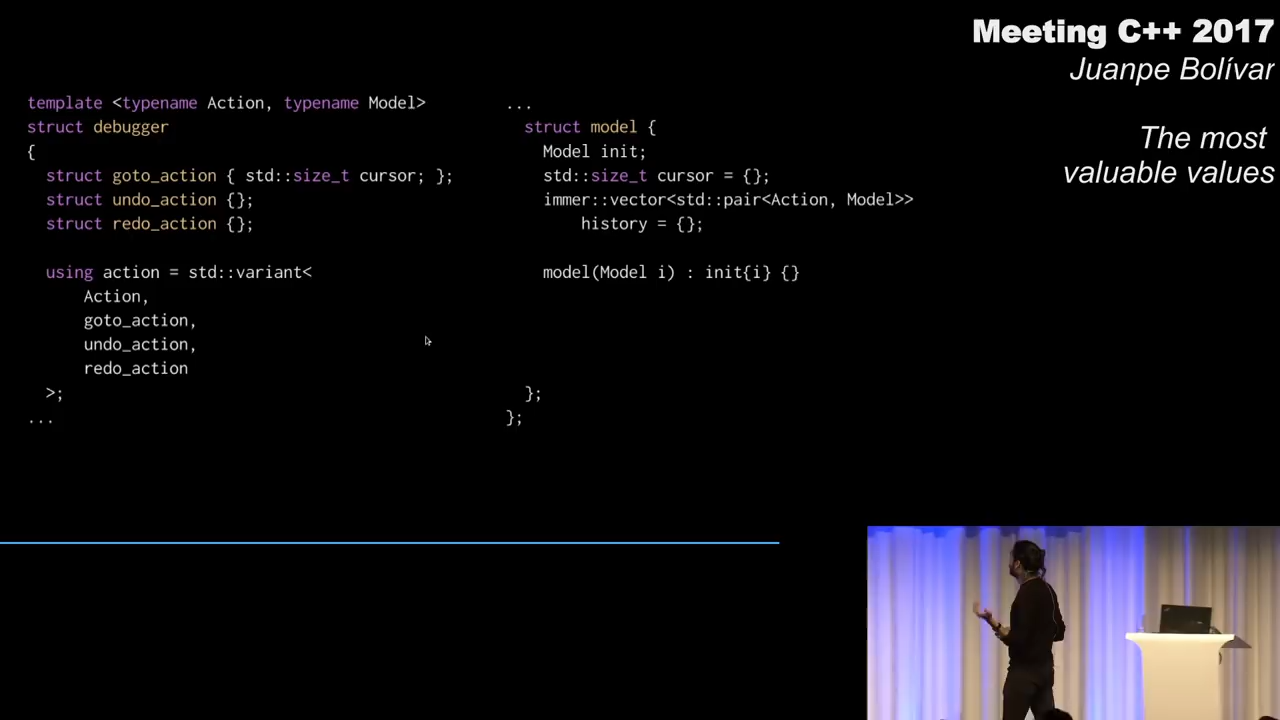 Meeting C++ 2017
Juanpe Bolívar
The most
valuable values
template <typename Action, typename Model>
struct debugger
{
  struct goto_action { std::size_t cursor; };
  struct undo_action {};
  struct redo_action {};
  using action = std::variant<
      Action,
      goto_action,
      undo_action,
      redo_action
  >;
...
...
  struct model {
    Model init;
    std::size_t cursor = {};
    immer::vector<std::pair<Action, Model>>
        history = {};
    model(Model i) : init{i} {}
  };
};